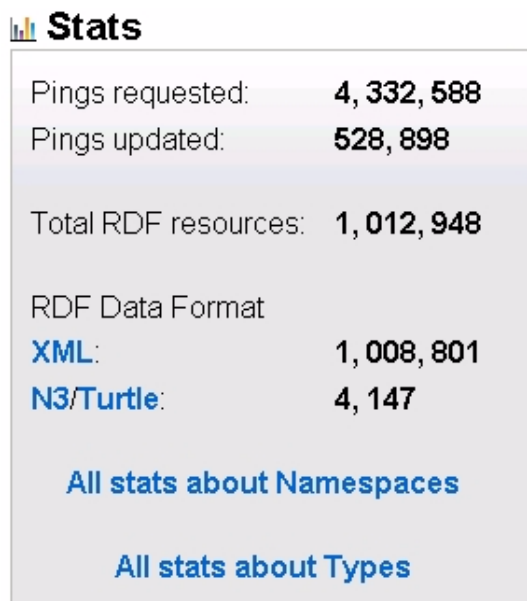 Stats
Pings requested: 4, 332, 588
Pings updated: 528, 898
Total RDF resources: 1, 012, 948
RDF Data Format
XML: 1, 008, 801
N3/Turtle: 4, 147
All stats about Namespaces
All stats about Types